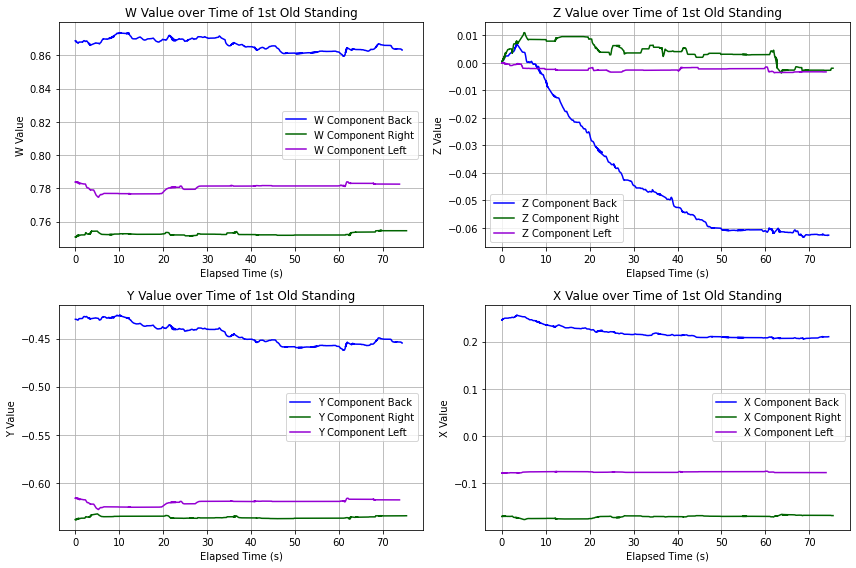 W Value over Time of 1st Old Standing
W Value
0.86
0.84
0.82
0.80
0.78
0.76
W Component Back
W Component Right
W Component Left
0 10 20 30 40 50 60 70
Elapsed Time (s)
Z Value over Time of 1st Old Standing
Z Value
0.01
0.00
−0.01
−0.02
−0.03
−0.04
−0.05
−0.06
Z Component Back
Z Component Right
Z Component Left
0 10 20 30 40 50 60 70
Elapsed Time (s)
Y Value over Time of 1st Old Standing
Y Value
−0.45
−0.50
−0.55
−0.60
Y Component Back
Y Component Right
Y Component Left
0 10 20 30 40 50 60 70
Elapsed Time (s)
X Value over Time of 1st Old Standing
X Value
0.2
0.1
0.0
−0.1
X Component Back
X Component Right
X Component Left
0 10 20 30 40 50 60 70
Elapsed Time (s)